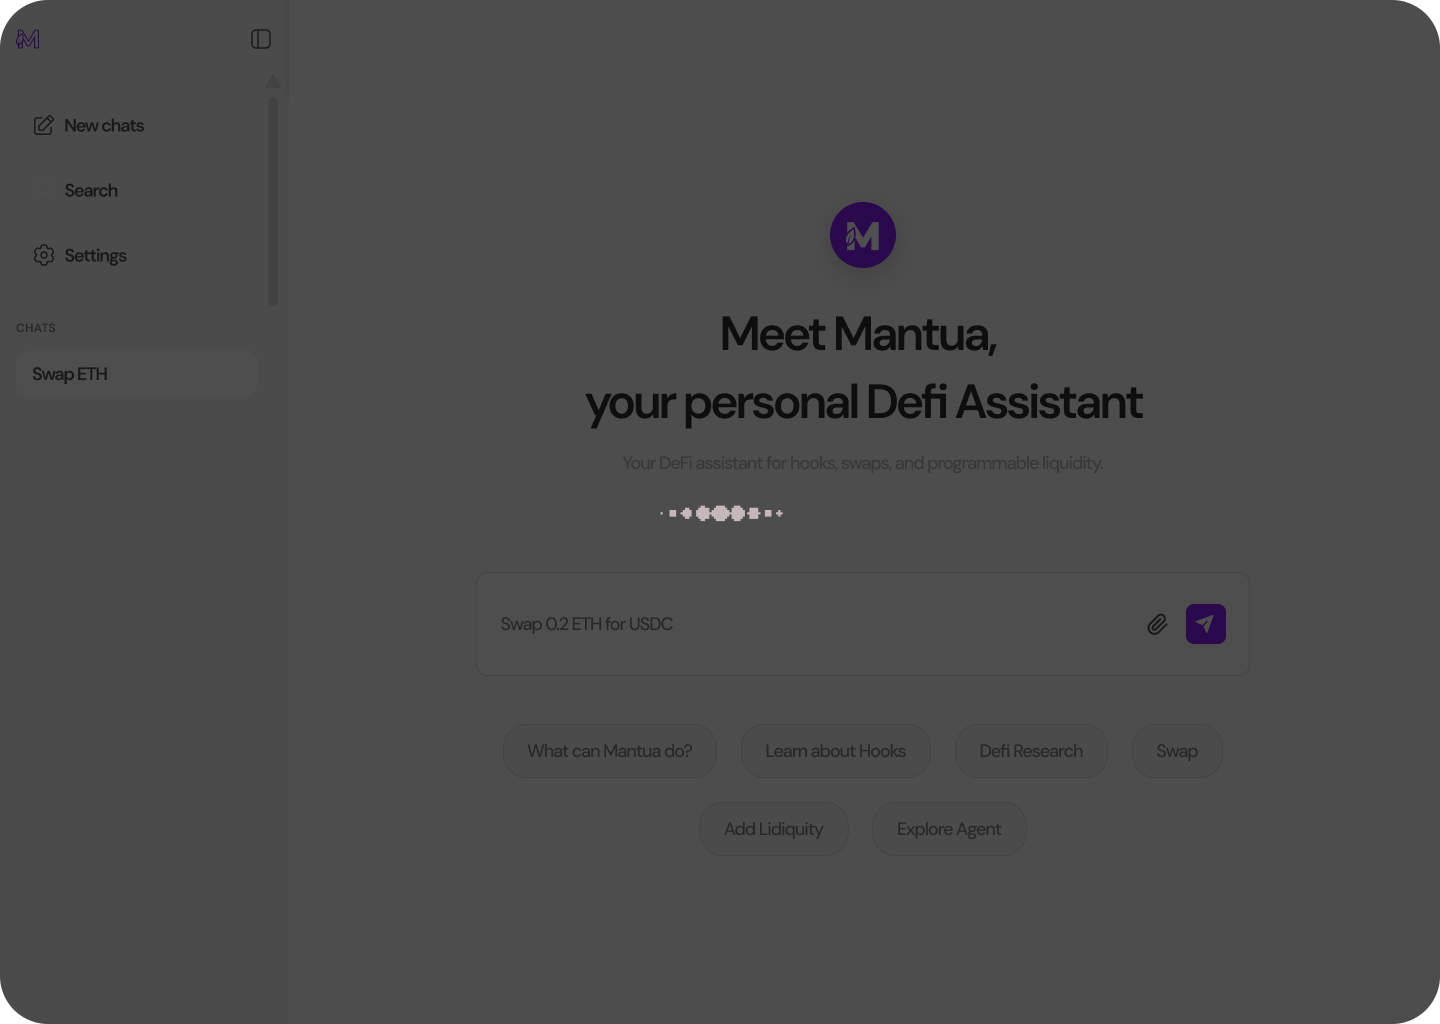 New chats
Search
Settings
CHATS
Swap ETH
Meet Mantua,
your personal Defi Assistant
Your DeFi assistant for hooks, swaps, and programmable liquidity.
Swap 0.2 ETH for USDC
What can Mantua do?
Learn about Hooks
Defi Research
Swap
Add Lidiquity
Explore Agent